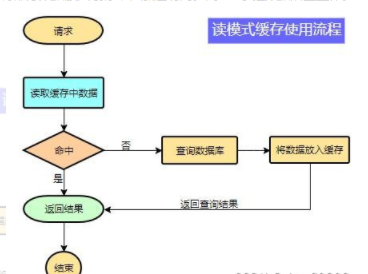 读模式缓存使用流程
请求
读取缓存中数据
命中
否
查询数据库
将数据放入缓存
是
返回结果
返回查询结果
结束